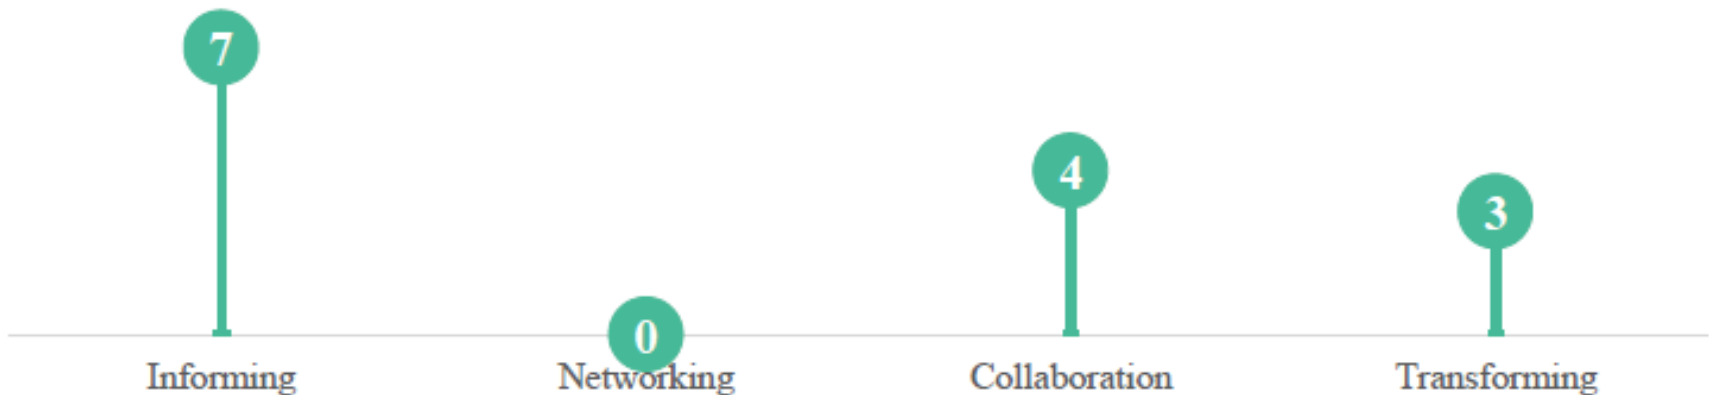 7
0
4
3
Informing
Networking
Collaboration
Transforming